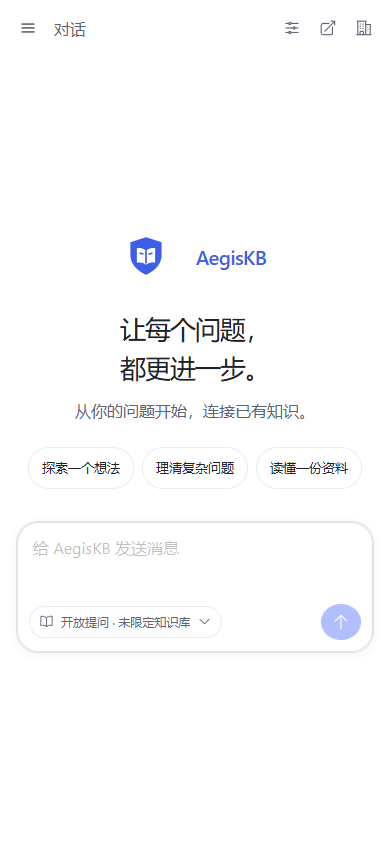 对话
AegisKB
让每个问题，
都更进一步。
从你的问题开始，连接已有知识。
探索一个想法 理清复杂问题 读懂一份资料
给 AegisKB 发送消息
开放提问 · 未限定知识库